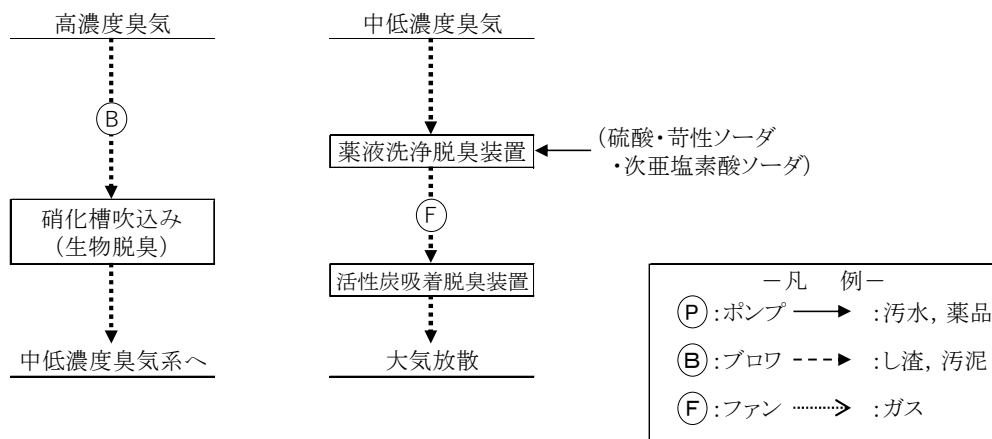 高濃度臭気
B
硝化槽吹込み
(生物脱臭)
中低濃度臭気系へ
中低濃度臭気
薬液洗浄脱臭装置
(硫酸・苛性ソーダ
・次亜塩素酸ソーダ)
F
活性炭吸着脱臭装置
大気放散
－凡　例－
P:ポンプ　:汚水, 薬品
B:ブロワ　:し渣, 汚泥
F:ファン　:ガス